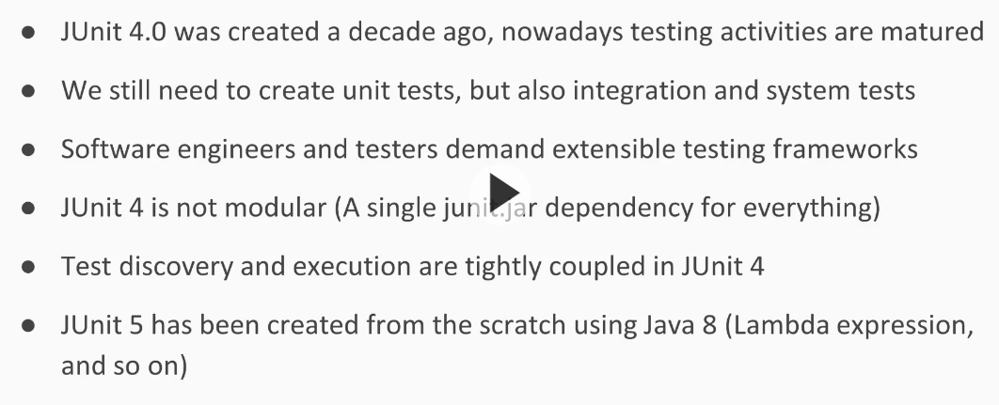 ● JUnit 4.0 was created a decade ago, nowadays testing activities are matured
● We still need to create unit tests, but also integration and system tests
● Software engineers and testers demand extensible testing frameworks
● JUnit 4 is not modular (A single junit.jar dependency for everything)
● Test discovery and execution are tightly coupled in JUnit 4
● JUnit 5 has been created from the scratch using Java 8 (Lambda expression,
and so on)